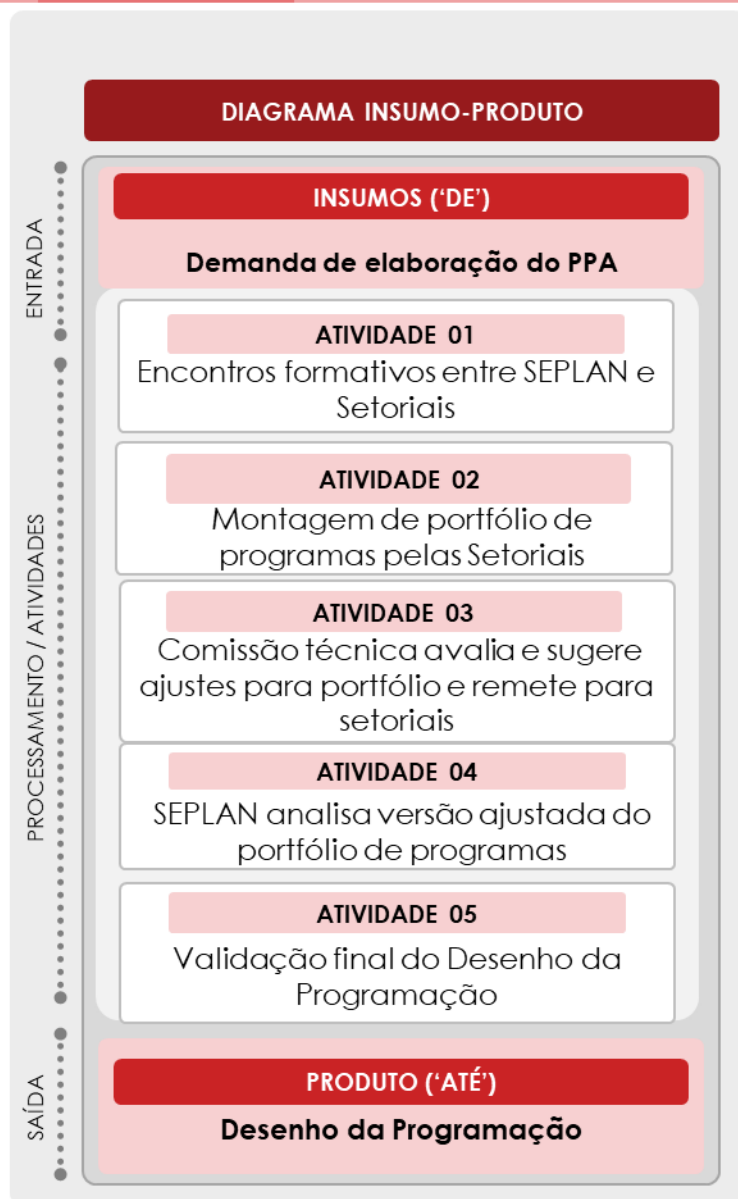 DIAGRAMA INSUMO-PRODUTO
ENTRADA
INSUMOS (‘DE’)
Demanda de elaboração do PPA
PROCESSAMENTO / ATIVIDADES
ATIVIDADE 01
Encontros formativos entre SEPLAN e
Setoriais
ATIVIDADE 02
Montagem de portfólio de
programas pelas Setoriais
ATIVIDADE 03
Comissão técnica avalia e sugere
ajustes para portfólio e remete para
setoriais
ATIVIDADE 04
SEPLAN analisa versão ajustada do
portfólio de programas
ATIVIDADE 05
Validação final do Desenho da
Programação
SAÍDA
PRODUTO (‘ATÉ’)
Desenho da Programação